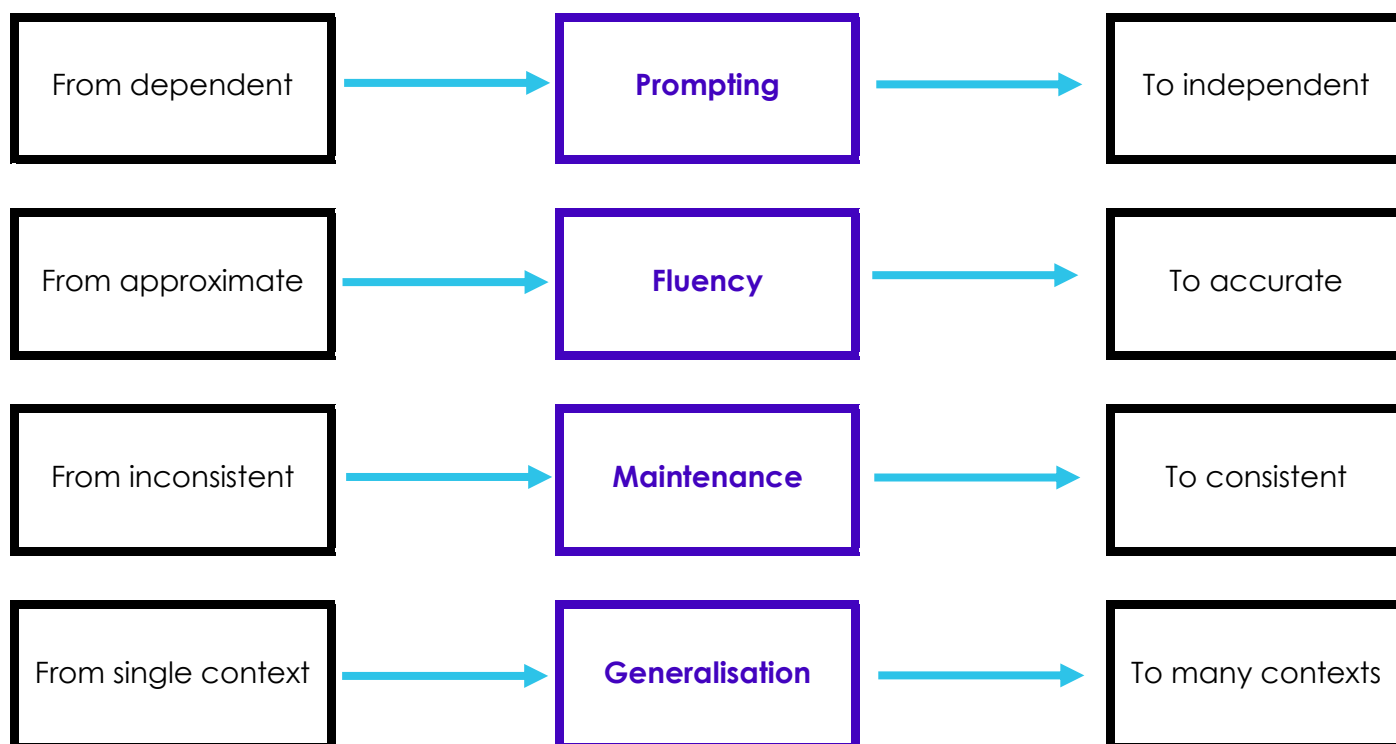 From dependent
Prompting
To independent
From approximate
Fluency
To accurate
From inconsistent
Maintenance
To consistent
From single context
Generalisation
To many contexts